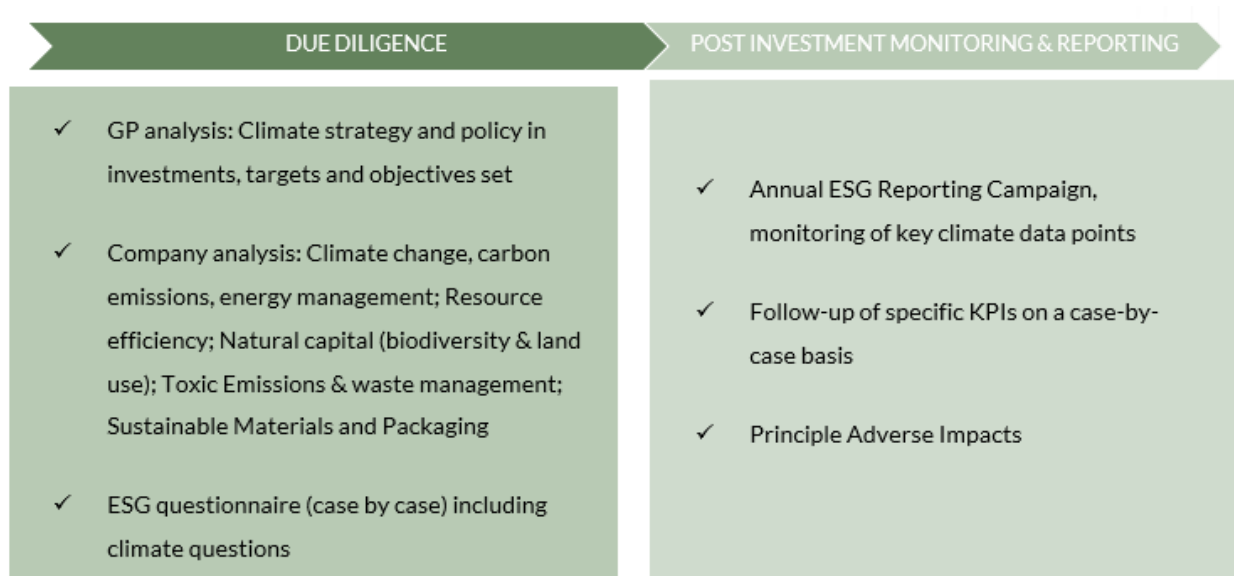 DUE DILIGENCE
✓ GP analysis: Climate strategy and policy in
investments, targets and objectives set
✓ Company analysis: Climate change, carbon
emissions, energy management; Resource
efficiency; Natural capital (biodiversity & land
use); Toxic Emissions & waste management;
Sustainable Materials and Packaging
✓ ESG questionnaire (case by case) including
climate questions
POST INVESTMENT MONITORING & REPORTING
✓ Annual ESG Reporting Campaign,
monitoring of key climate data points
✓ Follow-up of specific KPIs on a case-by-
case basis
✓ Principle Adverse Impacts